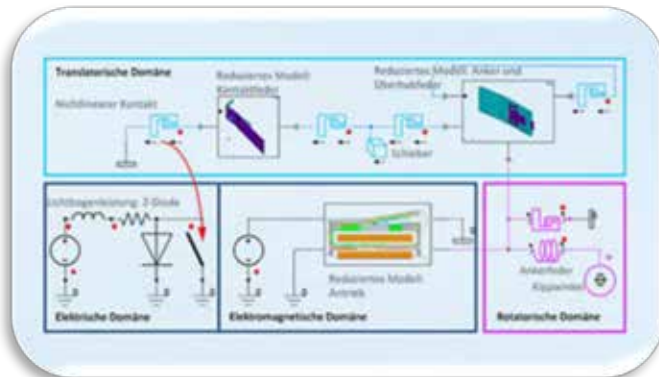 Translatorische Domäne
Reduziertes Modell:
Kontaktfeder
Reduziertes Modell: Anker und
Überhubfeder
Nichtlinearer Kontakt
Schieber
Lichtbogenleistung: Z-Diode
Reduziertes Modell:
Antrieb
Ankerfeder
Kippwinkel
Elektrische Domäne
Elektromagnetische Domäne
Rotatorische Domäne